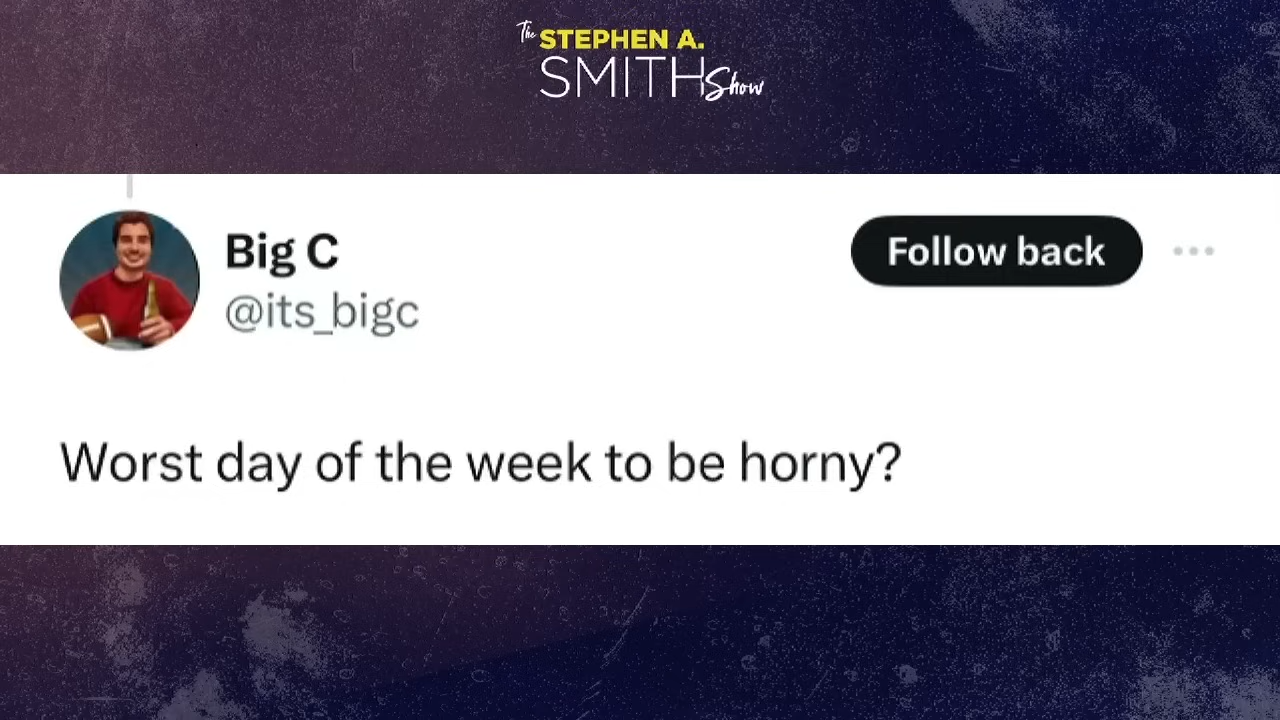 The STEPHEN A.
SMITH Show
Big C
Follow back
@its_bigc
Worst day of the week to be horny?